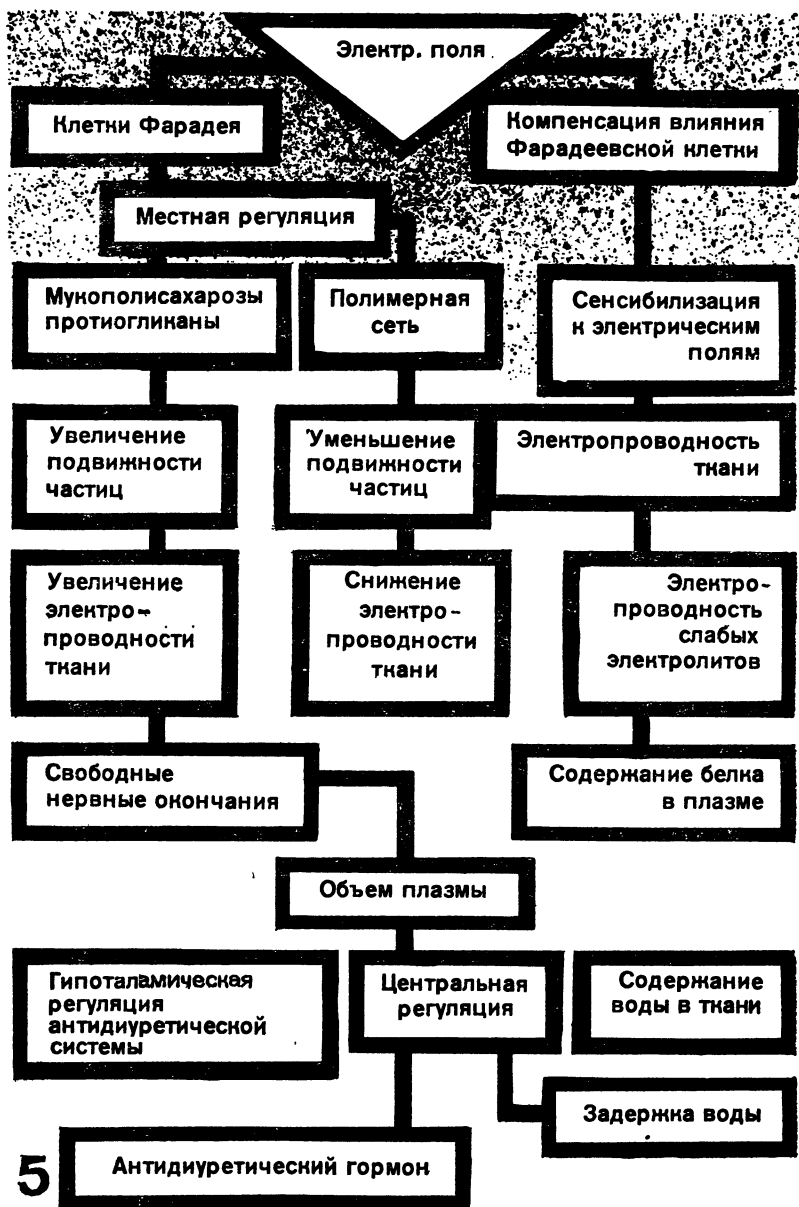 Электр. поля
Клетки Фарадея
Компенсация влияния
Фарадеевской клетки
Местная регуляция
Мукополисахарозы
протиогликаны
Полимерная
сеть
Сенсибилизация
к электрическим
полям
Увеличение
подвижности
частиц
Уменьшение
подвижности
частиц
Электропроводность
ткани
Увеличение
электро-
проводности
ткани
Снижение
электро-
проводности
ткани
Электро-
проводность
слабых
электролитов
Свободные
нервные окончания
Содержание белка
в плазме
Объем плазмы
Гипоталамическая
регуляция
антидиуретической
системы
Центральная
регуляция
Содержание
воды в ткани
Задержка воды
Антидиуретический гормон
5